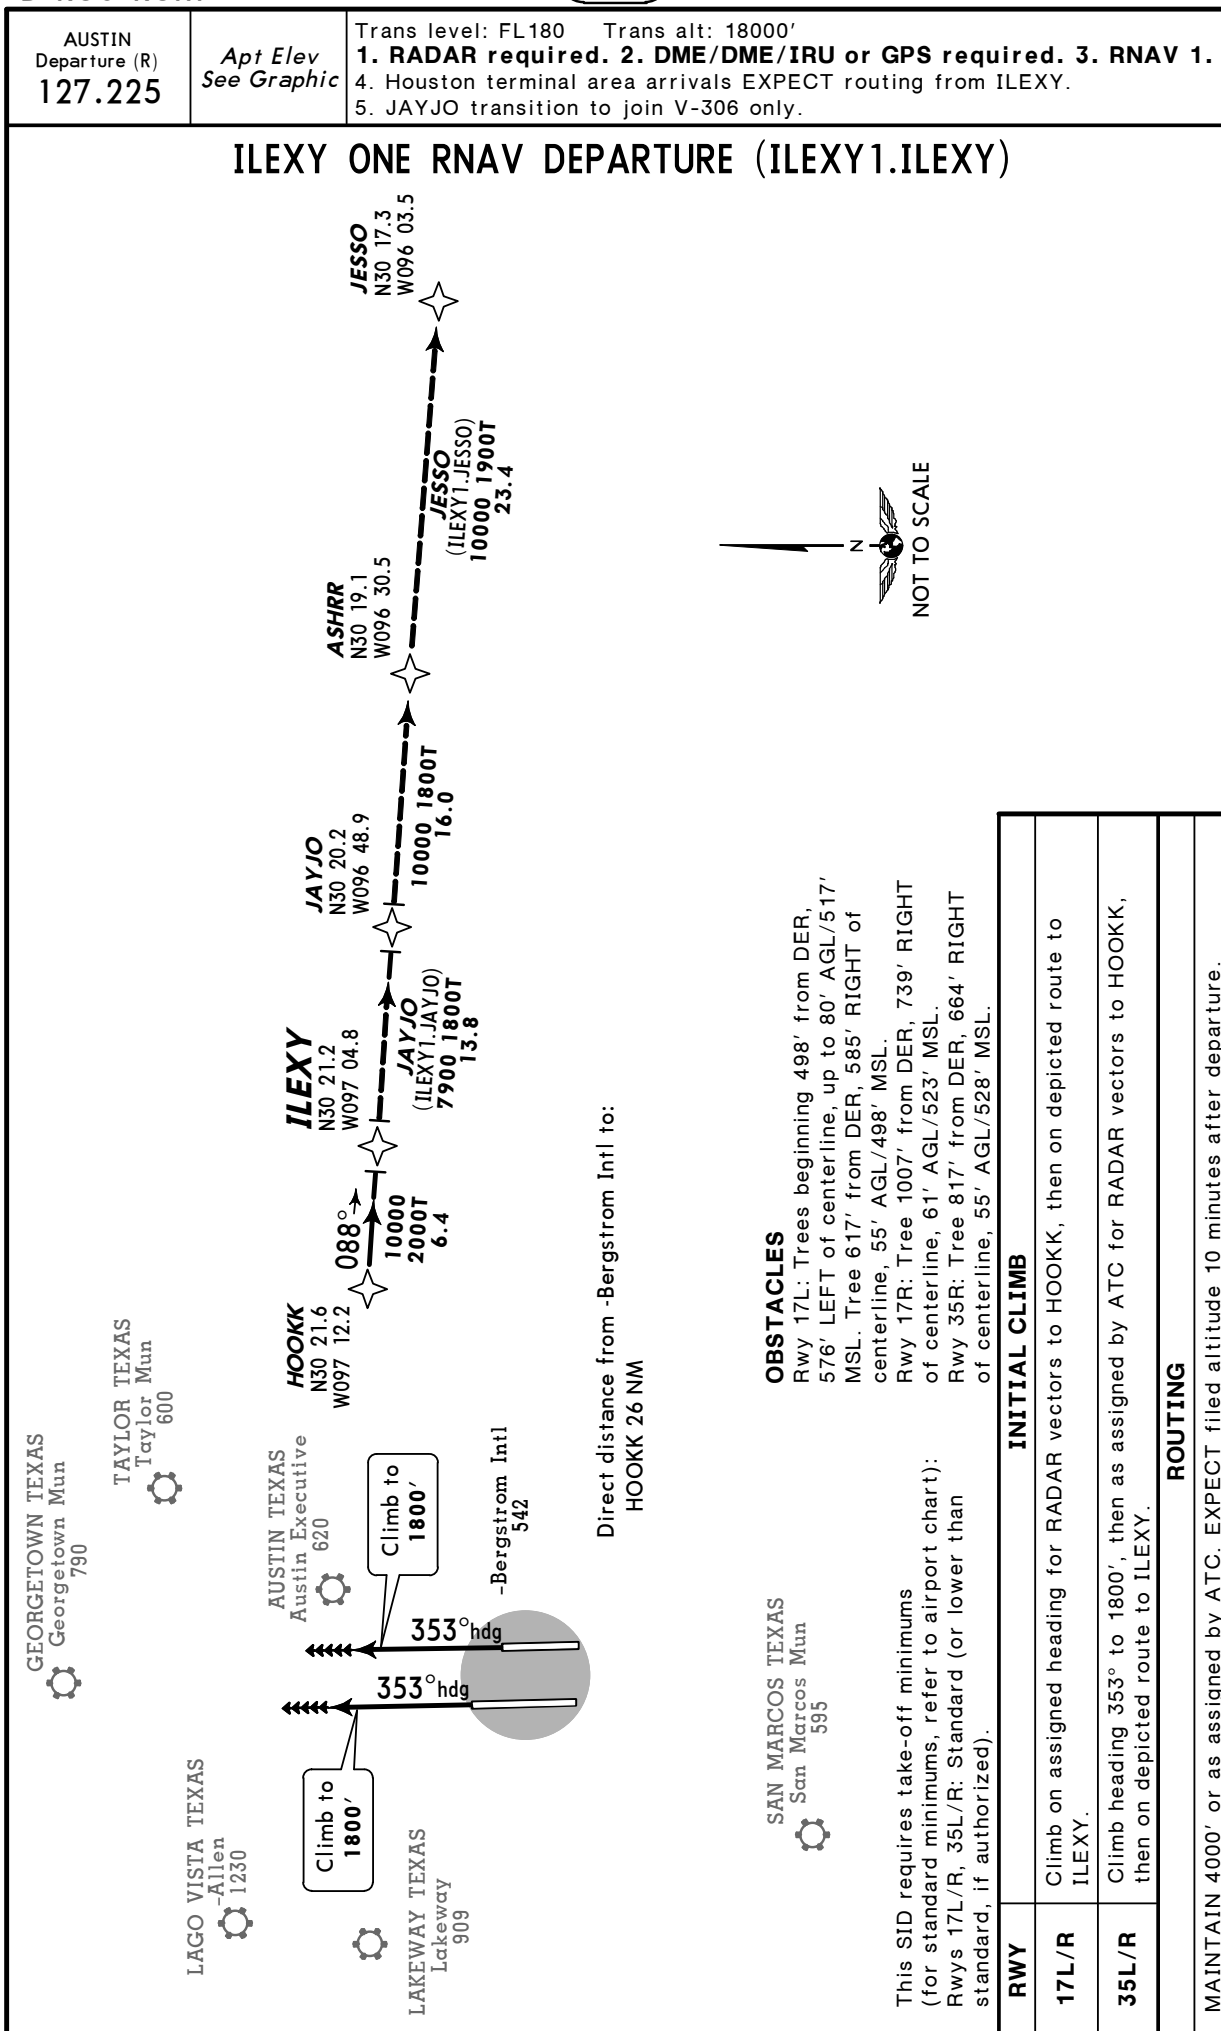 AUSTIN
Departure (R)
127.225
Apt Elev
See Graphic
Trans level: FL180 Trans alt: 18000′
1. RADAR required. 2. DME/DME/IRU or GPS required. 3. RNAV 1.
4. Houston terminal area arrivals EXPECT routing from ILEXY.
5. JAYJO transition to join V-306 only.
ILEXY ONE RNAV DEPARTURE (ILEXY1.ILEXY)
JESSO
N30 17.3
W096 03.5
JESSO
(ILEXY1.JESSO)
10000 1900T
23.4
ASHRR
N30 19.1
W096 30.5
10000 1800T
16.0
JAYJO
N30 20.2
W096 48.9
JAYJO
(ILEXY1.JAYJO)
7900 1800T
13.8
ILEXY
N30 21.2
W097 04.8
088°
10000
2000T
6.4
HOOKK
N30 21.6
W097 12.2
N
NOT TO SCALE
GEORGETOWN TEXAS
Georgetown Mun
790
TAYLOR TEXAS
Taylor Mun
600
AUSTIN TEXAS
Austin Executive
620
Climb to
1800′
353°hdg
-Bergstrom Intl
542
353°hdg
Climb to
1800′
LAGO VISTA TEXAS
-Allen
1230
LAKEWAY TEXAS
Lakeway
909
SAN MARCOS TEXAS
San Marcos Mun
595
Direct distance from -Bergstrom Intl to:
HOOKK 26 NM
OBSTACLES
Rwy 17L: Trees beginning 498′ from DER,
576′ LEFT of centerline, up to 80′ AGL/517′
MSL. Tree 617′ from DER, 585′ RIGHT of
centerline, 55′ AGL/498′ MSL.
Rwy 17R: Tree 1007′ from DER, 739′ RIGHT
of centerline, 61′ AGL/523′ MSL.
Rwy 35R: Tree 817′ from DER, 664′ RIGHT
of centerline, 55′ AGL/528′ MSL.
This SID requires take-off minimums
(for standard minimums, refer to airport chart):
Rwys 17L/R, 35L/R: Standard (or lower than
standard, if authorized).
RWY INITIAL CLIMB
17L/R Climb on assigned heading for RADAR vectors to HOOKK, then on depicted route to
ILEXY.
35L/R Climb heading 353° to 1800′, then as assigned by ATC for RADAR vectors to HOOKK,
then on depicted route to ILEXY.
ROUTING
MAINTAIN 4000′ or as assigned by ATC. EXPECT filed altitude 10 minutes after departure.